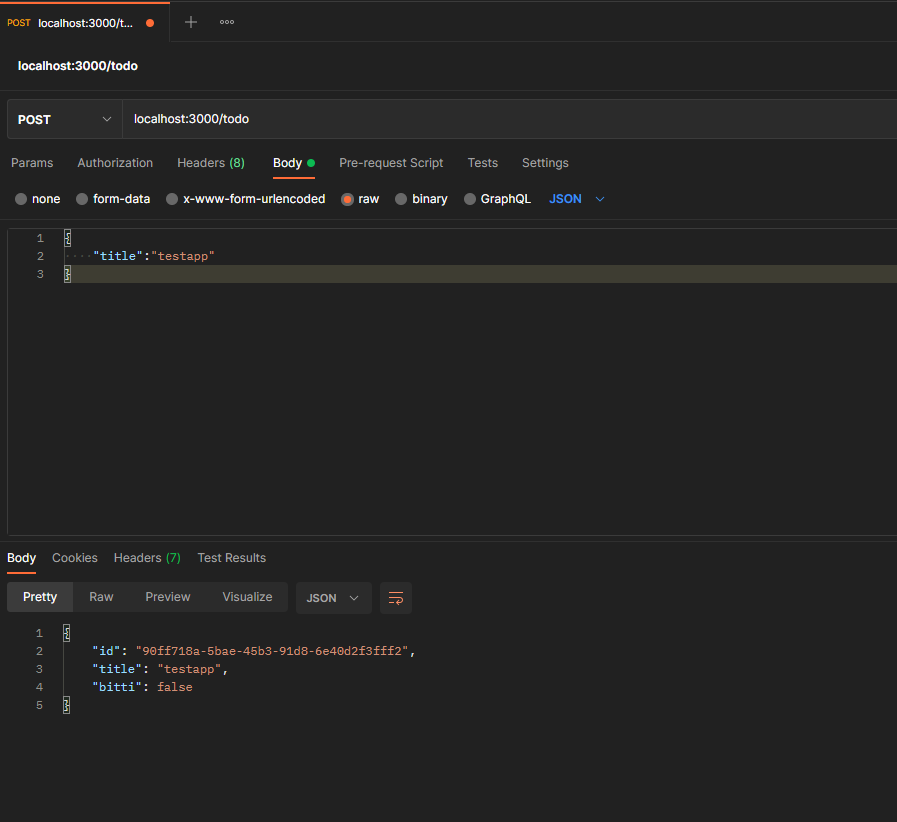 POST localhost:3000/t...
localhost:3000/todo
POST localhost:3000/todo
Params Authorization Headers (8) Body Pre-request Script Tests Settings
none form-data x-www-form-urlencoded raw binary GraphQL JSON
1 {
2 ····"title":"testapp"
3 }
Body Cookies Headers (7) Test Results
Pretty Raw Preview Visualize JSON
1 {
2 "id": "90ff718a-5bae-45b3-91d8-6e40d2f3fff2",
3 "title": "testapp",
4 "bitti": false
5 }